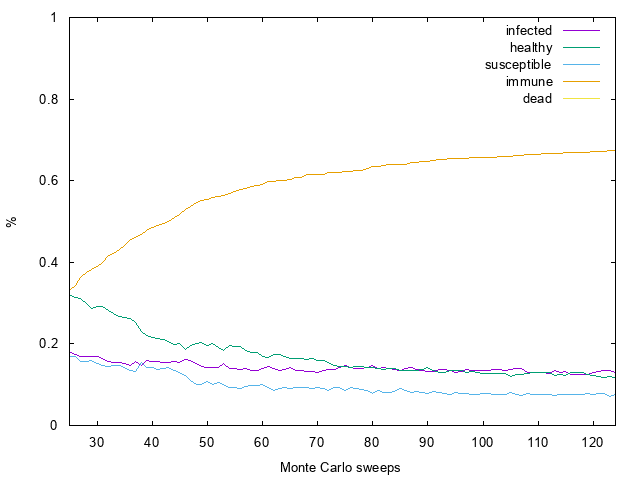 1
0.8
0.6
0.4
0.2
0
%
30 40 50 60 70 80 90 100 110 120
Monte Carlo sweeps
infected
healthy
susceptible
immune
dead